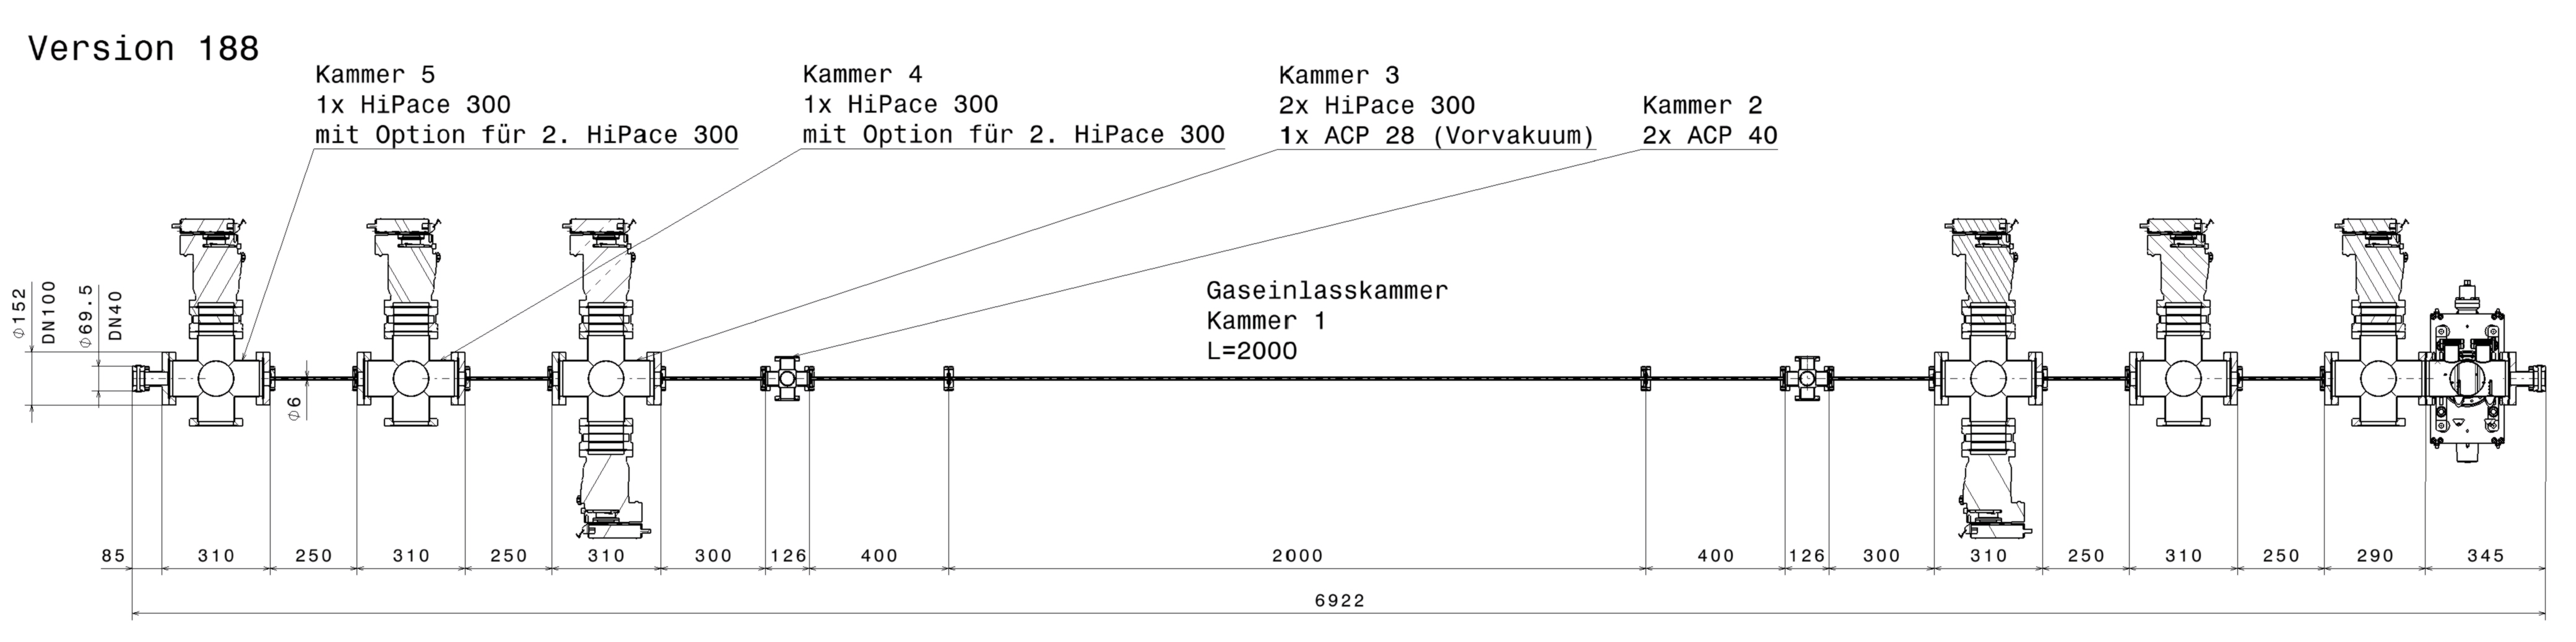 Version 188
Kammer 5
1x HiPace 300
mit Option für 2. HiPace 300
Kammer 4
1x HiPace 300
mit Option für 2. HiPace 300
Kammer 3
2x HiPace 300
1x ACP 28 (Vorvakuum)
Kammer 2
2x ACP 40
Gaseinlasskammer
Kammer 1
L=2000
∅152
DN100
∅69.5
DN40
∅6
85 310 250 310 250 310 300 126 400 2000 400 126 300 310 250 310 250 290 345
6922